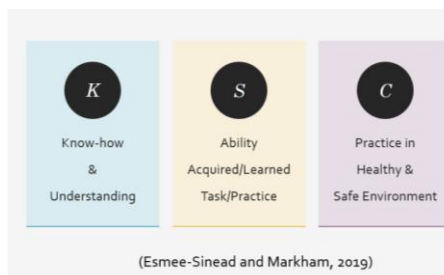 K
Know-how
&
Understanding
S
Ability
Acquired/Learned
Task/Practice
C
Practice in
Healthy &
Safe Environment
(Esmee-Sinead and Markham, 2019)